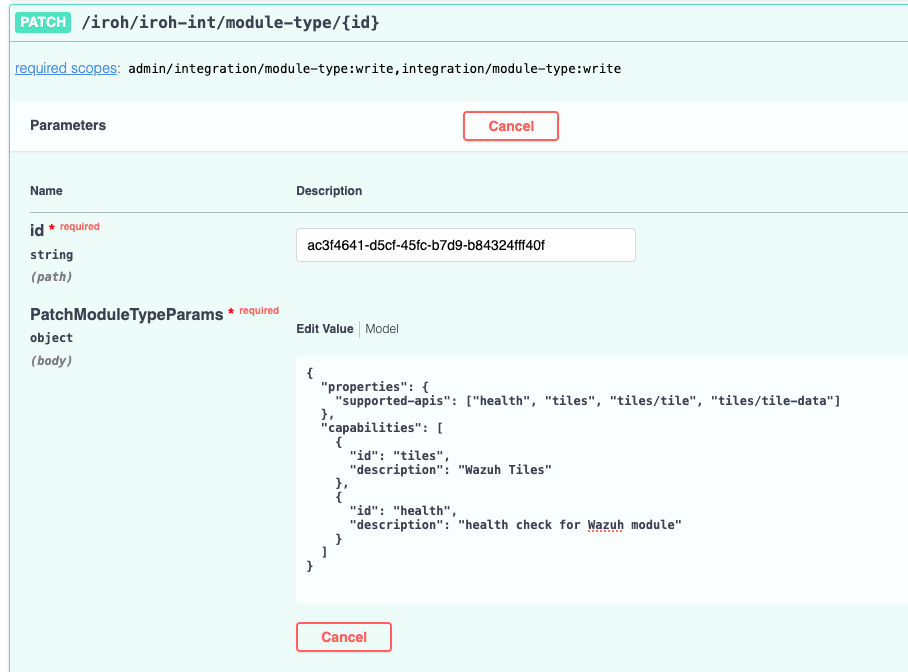 PATCH /iroh/iroh-int/module-type/{id}
required scopes: admin/integration/module-type:write,integration/module-type:write
Parameters Cancel
Name Description
id * required
string
(path)
ac3f4641-d5cf-45fc-b7d9-b84324fff40f
PatchModuleTypeParams * required
object
(body)
Edit Value Model
{
  "properties": {
    "supported-apis": ["health", "tiles", "tiles/tile", "tiles/tile-data"]
  },
  "capabilities": [
    {
      "id": "tiles",
      "description": "Wazuh Tiles"
    },
    {
      "id": "health",
      "description": "health check for Wazuh module"
    }
  ]
}
Cancel